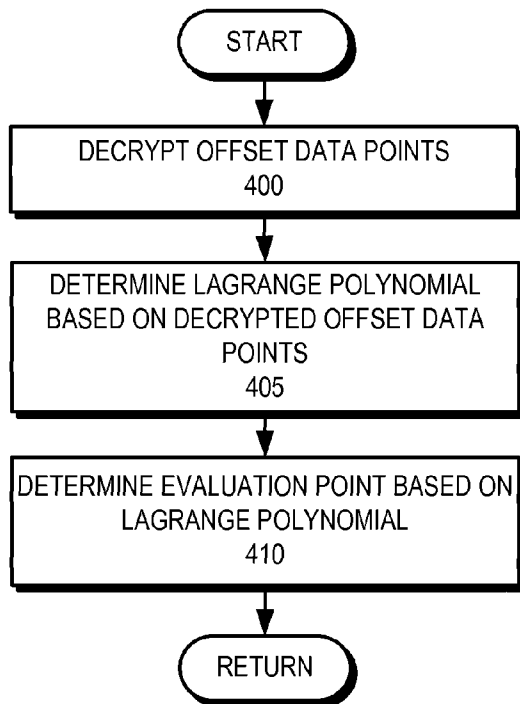 START
DECRYPT OFFSET DATA POINTS
400
DETERMINE LAGRANGE POLYNOMIAL
BASED ON DECRYPTED OFFSET DATA
POINTS
405
DETERMINE EVALUATION POINT BASED ON
LAGRANGE POLYNOMIAL
410
RETURN